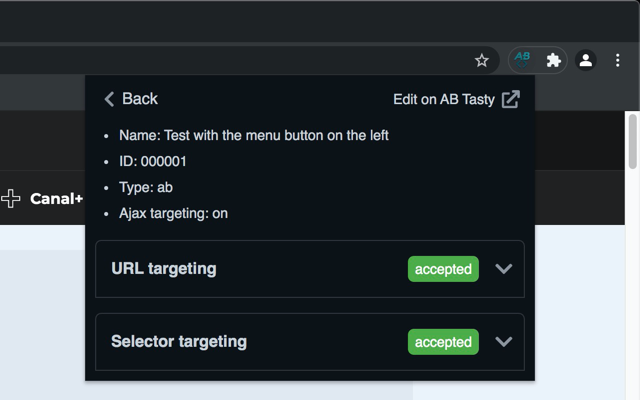 AB
Back
Edit on AB Tasty
Name: Test with the menu button on the left
ID: 000001
Type: ab
Ajax targeting: on
Canal+
URL targeting
accepted
Selector targeting
accepted